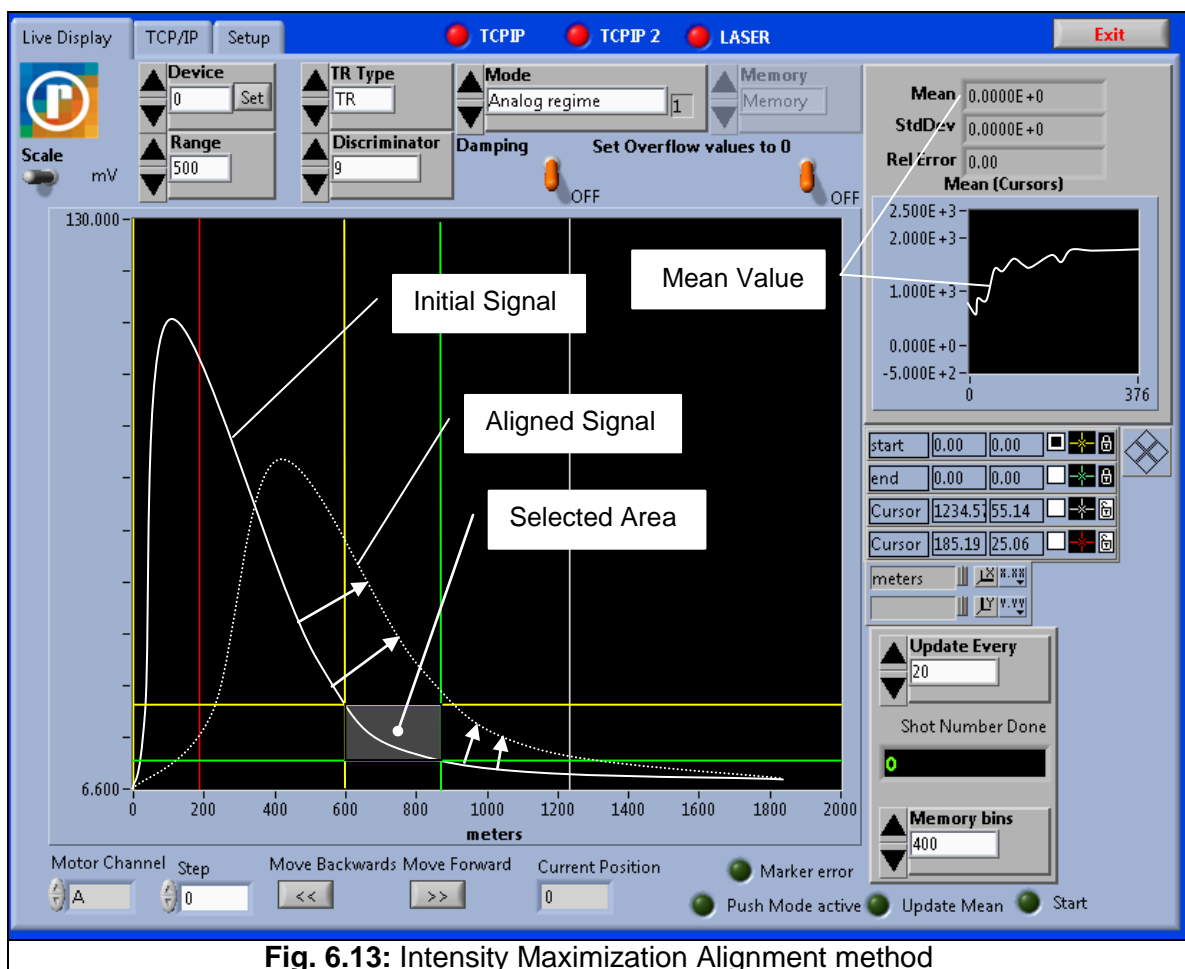 Live Display TCP/IP Setup TCPIP TCPIP 2 LASER Exit
Device
0 Set
TR Type
TR
Mode
Analog regime 1
Memory
Memory
Mean 0.0000E+0
StdDev 0.0000E+0
Rel Error 0.00
Scale
mV
Range
500
Discriminator
9
Damping
OFF
Set Overflow values to 0
OFF
Mean (Cursors)
2.500E+3
2.000E+3
1.000E+3
0.000E+0
-5.000E+2
0 376
130.000
Initial Signal
Mean Value
Aligned Signal
Selected Area
6.600
0 200 400 600 800 1000 1200 1400 1600 1800 2000
meters
start 0.00 0.00
end 0.00 0.00
Cursor 1234.57 55.14
Cursor 185.19 25.06
meters X 8.88
Y Y.YY
Update Every
20
Shot Number Done
0
Memory bins
400
Motor Channel
A
Step
0
Move Backwards
<<
Move Forward
>>
Current Position
0
Marker error
Push Mode active Update Mean Start
Fig. 6.13: Intensity Maximization Alignment method